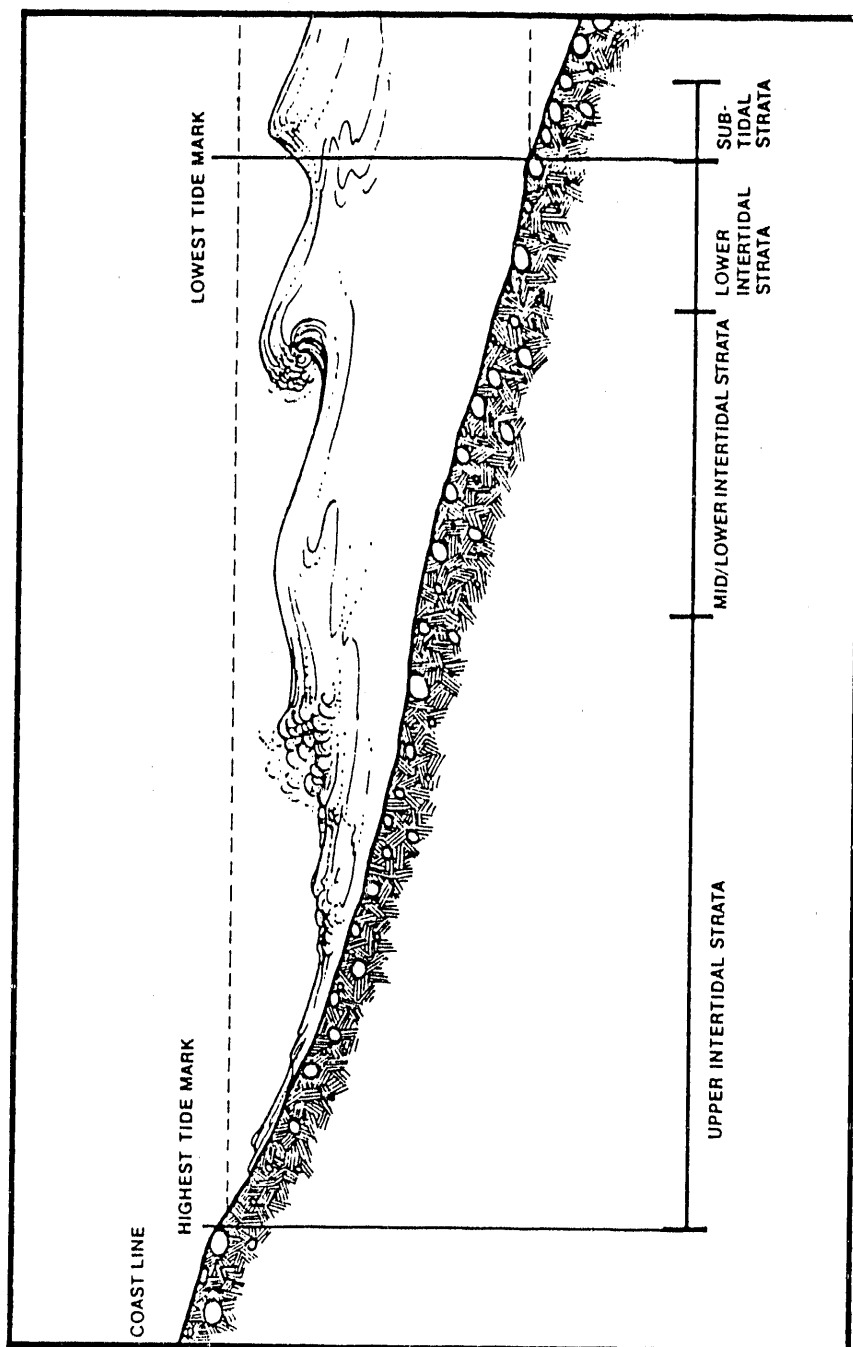 COAST LINE
HIGHEST TIDE MARK
LOWEST TIDE MARK
UPPER INTERTIDAL STRATA
MID/LOWER INTERTIDAL STRATA
LOWER
INTERTIDAL
STRATA
SUB-
TIDAL
STRATA